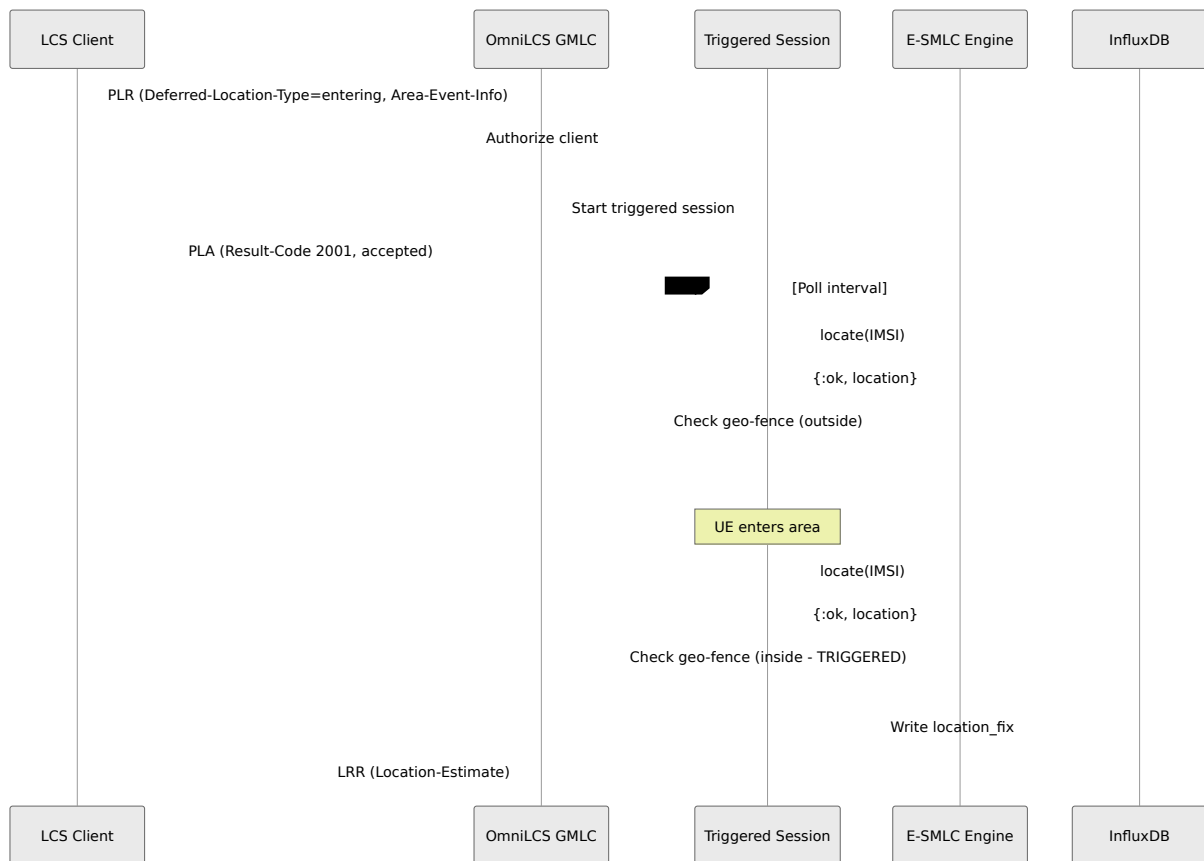 LCS Client
OmniLCS GMLC
Triggered Session
E-SMLC Engine
InfluxDB
PLR (Deferred-Location-Type=entering, Area-Event-Info)
Authorize client
Start triggered session
PLA (Result-Code 2001, accepted)
[Poll interval]
locate(IMSI)
{:ok, location}
Check geo-fence (outside)
UE enters area
locate(IMSI)
{:ok, location}
Check geo-fence (inside - TRIGGERED)
Write location_fix
LRR (Location-Estimate)
LCS Client
OmniLCS GMLC
Triggered Session
E-SMLC Engine
InfluxDB